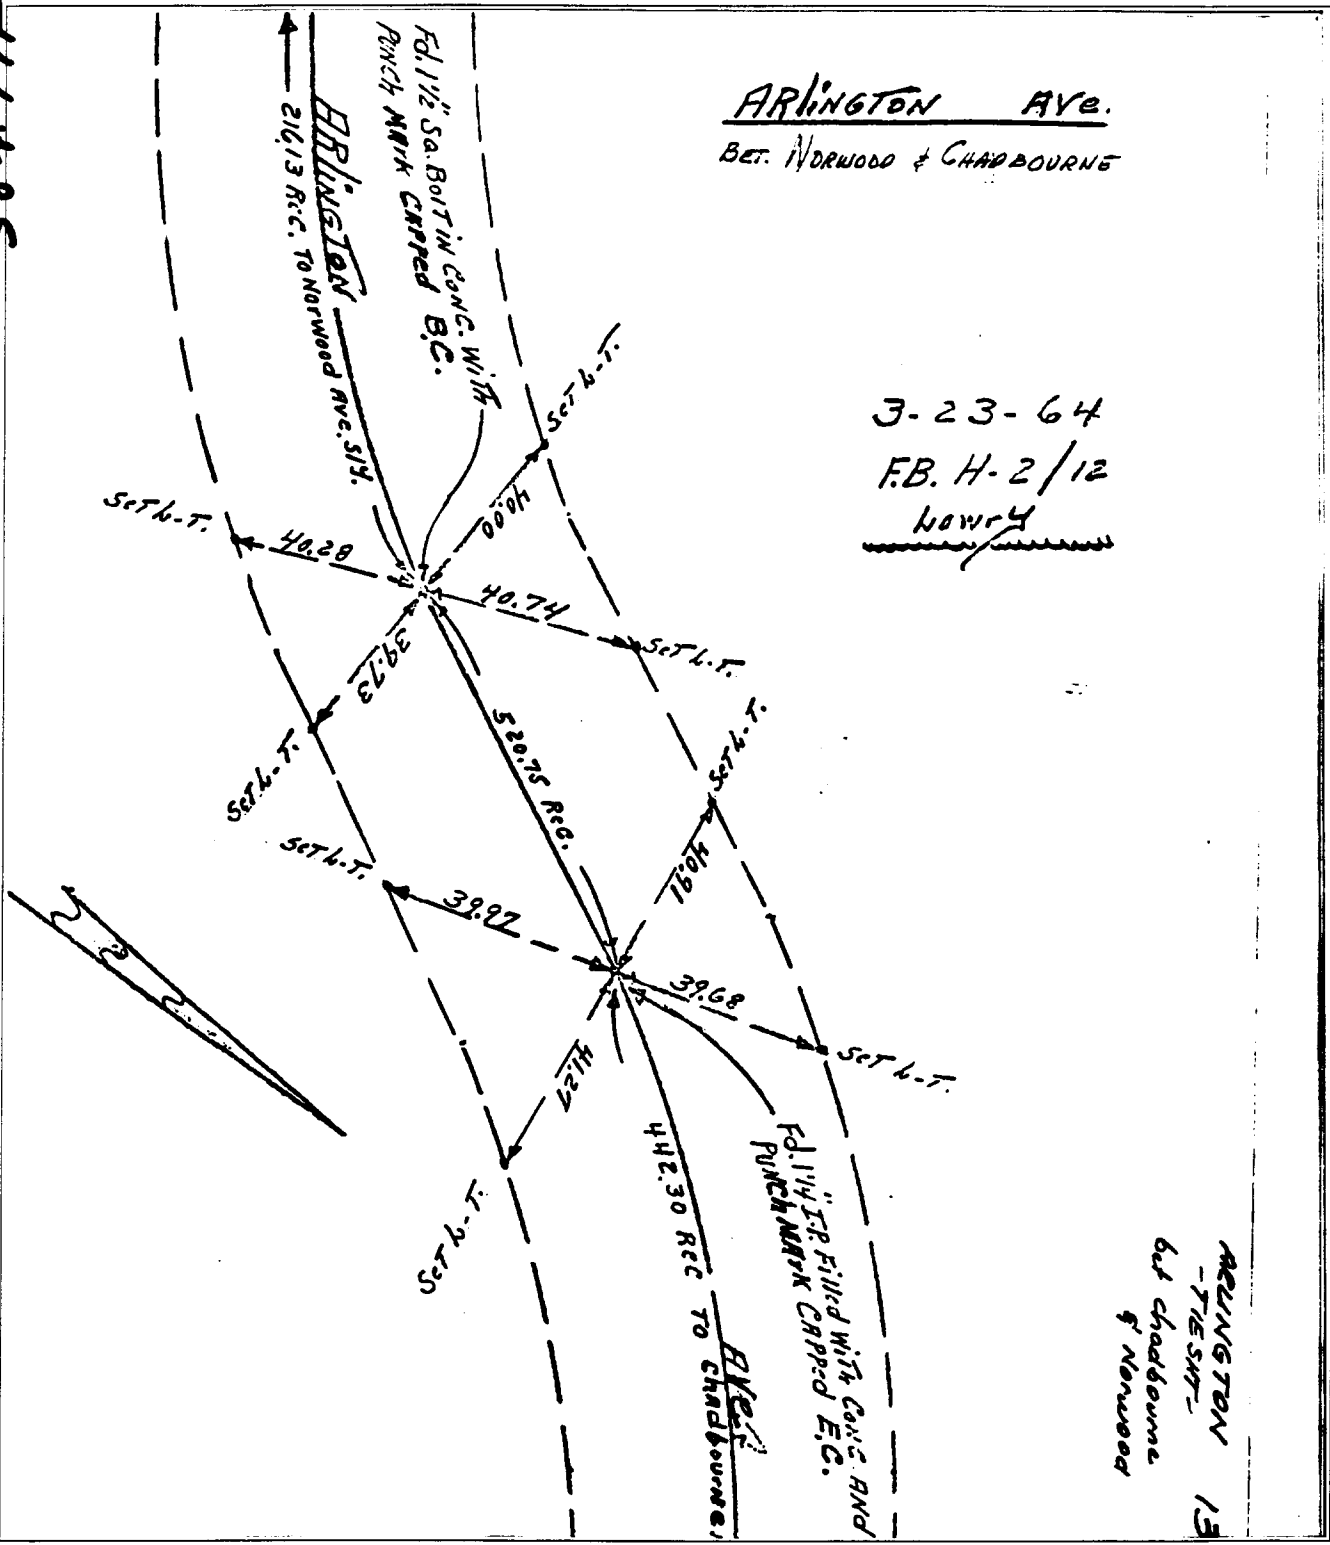 ARLINGTON AVE.
BET. NORWOOD & CHADBOURNE
3-23-64
F.B. H-2/12
Lowry
Fd. 1½" Sq. Bolt in Conc. With
Punch Mark Capped B.C.
ARLINGTON
216.13 Rec. To Norwood Ave. Sly.
Set L-T.
40.00
Set L-T.
40.28
40.74
Set L-T.
39.73
Set L-T.
520.75 Rec.
Set L-T.
40.91
Set L-T.
39.97
39.68
Set L-T.
41.27
Set L-T.
442.30 Rec To Chadbourne
Ave.
Fd. 1¼" I.P. Filled With Conc. And
Punch Mark Capped E.C.
ARLINGTON 13
bet Chadbourne
& Norwood